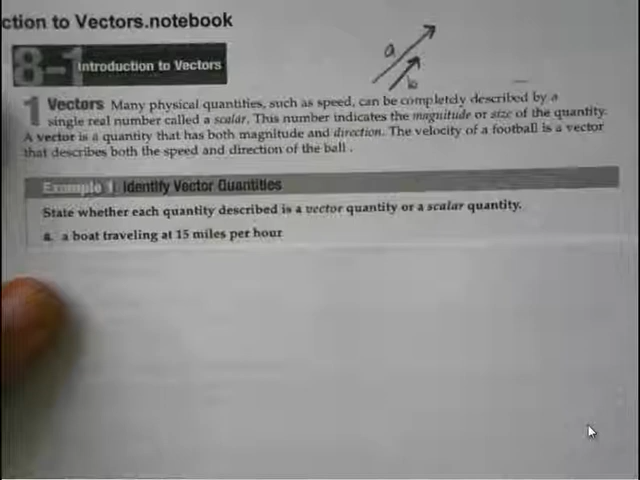 ction to Vectors.notebook
a
b
8-1 Introduction to Vectors
1 Vectors Many physical quantities, such as speed, can be completely described by a
single real number called a scalar. This number indicates the magnitude or size of the quantity.
A vector is a quantity that has both magnitude and direction. The velocity of a football is a vector
that describes both the speed and direction of the ball .
Example 1 Identify Vector Quantities
State whether each quantity described is a vector quantity or a scalar quantity.
a. a boat traveling at 15 miles per hour